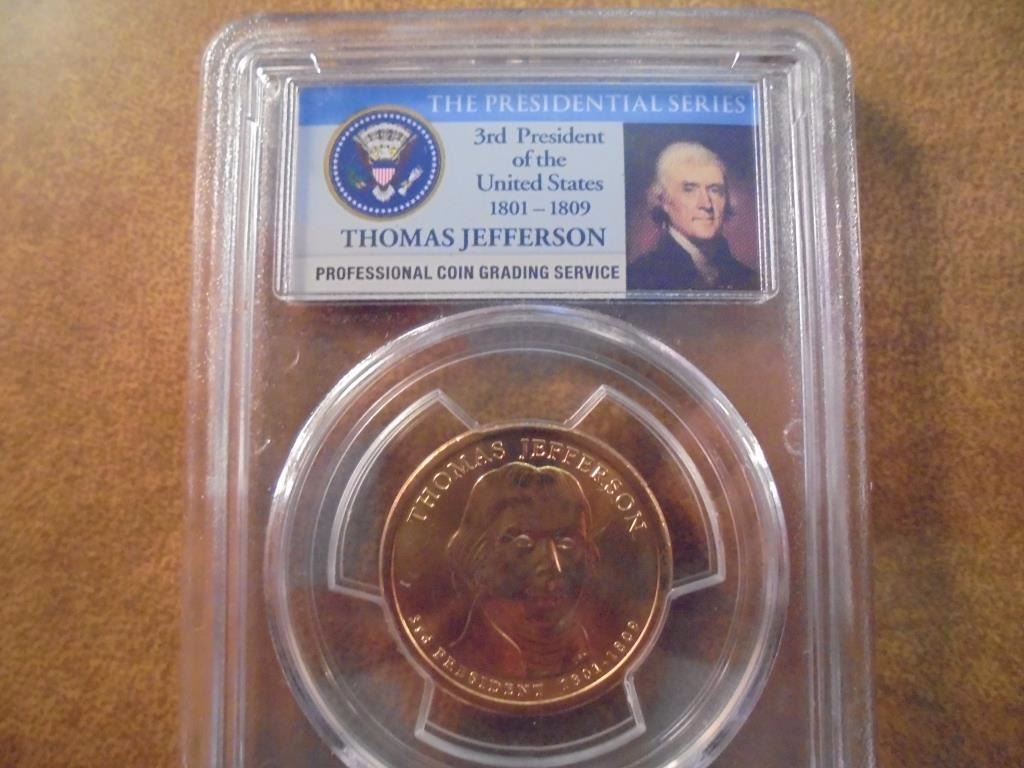 THE PRESIDENTIAL SERIES
3rd President
of the
United States
1801 – 1809
THOMAS JEFFERSON
PROFESSIONAL COIN GRADING SERVICE
THOMAS JEFFERSON
3rd PRESIDENT 1801-1809